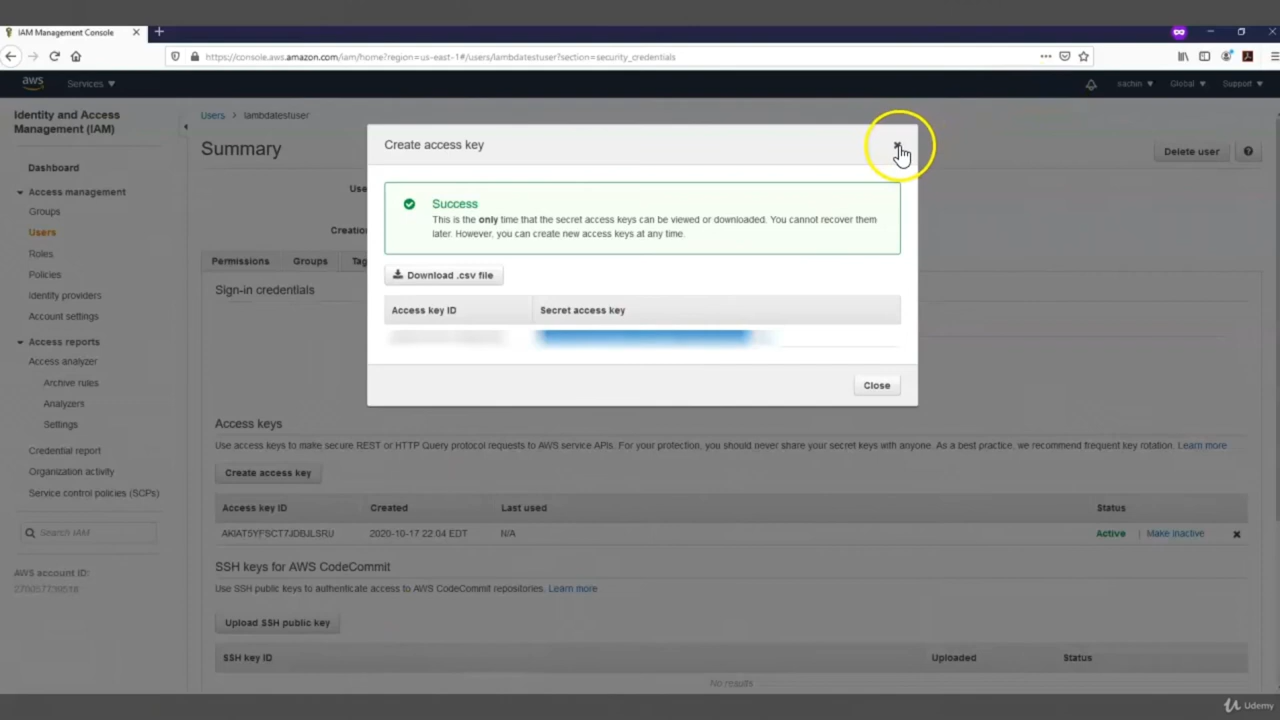 IAM Management Console
https://console.aws.amazon.com/iam/home?region=us-east-1#/users/lambdatestuser?section=security_credentials
aws
Services
sachin
Global
Support
Identity and Access
Management (IAM)
Dashboard
Access management
Groups
Users
Roles
Policies
Identity providers
Account settings
Access reports
Access analyzer
Archive rules
Analyzers
Settings
Credential report
Organization activity
Service control policies (SCPs)
Search IAM
AWS account ID:
Users > lambdatestuser
Summary
Delete user
Use
Creation
Permissions
Groups
Tag
Sign-in credentials
Create access key
Success
This is the only time that the secret access keys can be viewed or downloaded. You cannot recover them
later. However, you can create new access keys at any time.
Download .csv file
Access key ID
Secret access key
Close
Access keys
Use access keys to make secure REST or HTTP Query protocol requests to AWS service APIs. For your protection, you should never share your secret keys with anyone. As a best practice, we recommend frequent key rotation. Learn more
Create access key
Access key ID
Created
Last used
Status
2020-10-17 22:04 EDT
N/A
Active | Make inactive
SSH keys for AWS CodeCommit
Use SSH public keys to authenticate access to AWS CodeCommit repositories. Learn more
Upload SSH public key
SSH key ID
Uploaded
Status
No results
Udemy